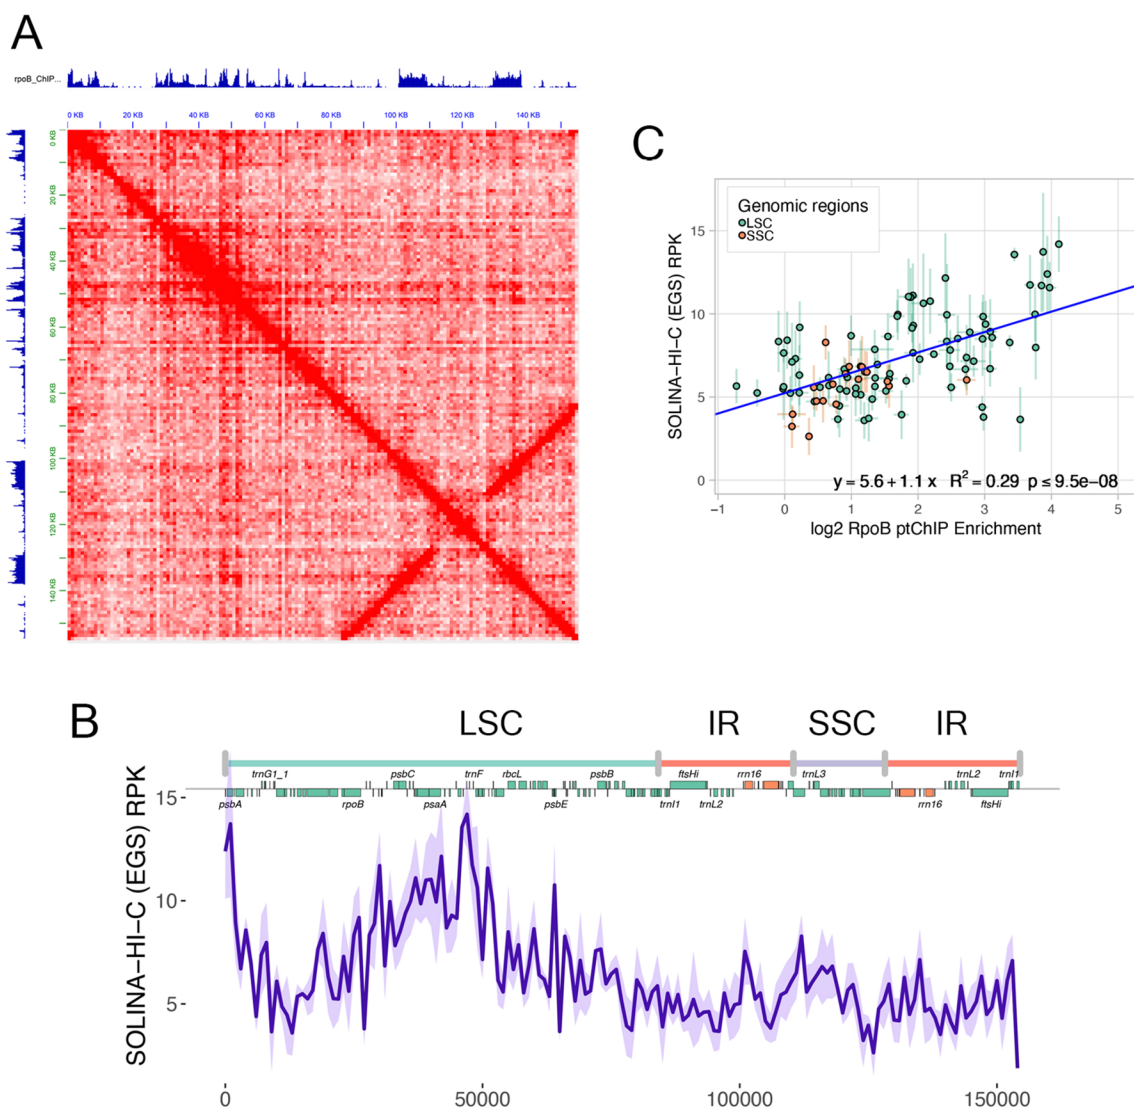 A
rpoB_ChIP...
0 KB 20 KB 40 KB 60 KB 80 KB 100 KB 120 KB 140 KB
0 KB
20 KB
40 KB
60 KB
80 KB
100 KB
120 KB
140 KB
C
Genomic regions
LSC
SSC
SOLINA-HI-C (EGS) RPK
15
10
5
0
y = 5.6 + 1.1 x R² = 0.29 p ≤ 9.5e−08
−1 0 1 2 3 4 5
log2 RpoB ptChIP Enrichment
B
LSC IR SSC IR
trnG1_1 psbC trnF rbcL psbB ftsHi rrn16 trnL3 trnL2 trnI1
psbA rpoB psaA psbE trnI1 trnL2 rrn16 ftsHi
SOLINA−HI−C (EGS) RPK
15-
10-
5-
0 50000 100000 150000